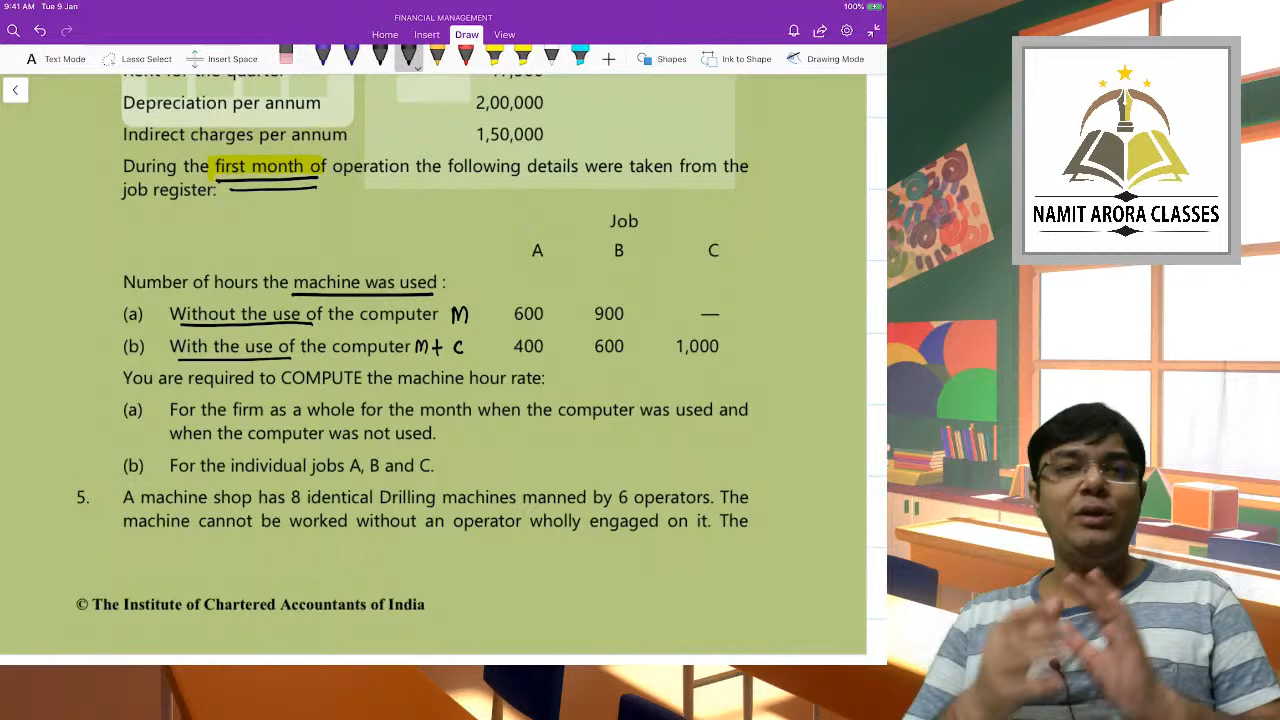 9:41 AM Tue 9 Jan
100%
FINANCIAL MANAGEMENT
Home Insert Draw View
A Text Mode Lasso Select Insert Space Shapes Ink to Shape Drawing Mode
Rent for the quarter
Depreciation per annum 2,00,000
Indirect charges per annum 1,50,000
During the first month of operation the following details were taken from the
job register:
Job
A B C
Number of hours the machine was used :
(a) Without the use of the computer M 600 900 —
(b) With the use of the computer M+ C 400 600 1,000
You are required to COMPUTE the machine hour rate:
(a) For the firm as a whole for the month when the computer was used and
when the computer was not used.
(b) For the individual jobs A, B and C.
5. A machine shop has 8 identical Drilling machines manned by 6 operators. The
machine cannot be worked without an operator wholly engaged on it. The
© The Institute of Chartered Accountants of India
NAMIT ARORA CLASSES